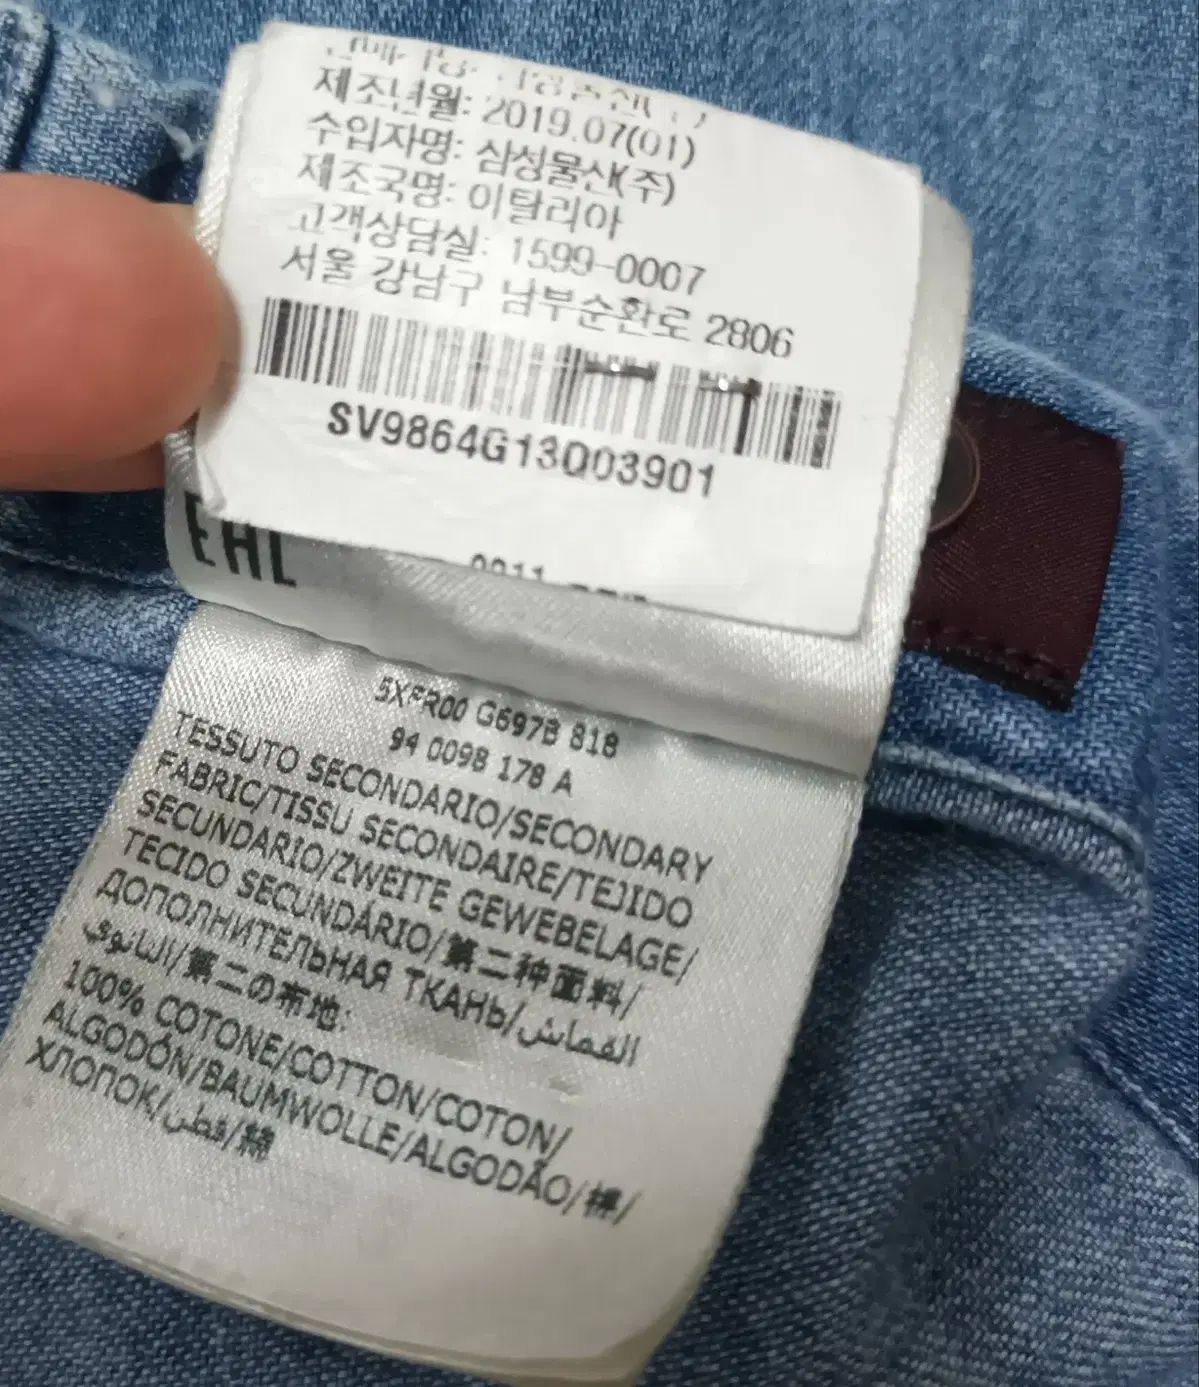 제조년월: 2019.07(01)
수입자명: 삼성물산(주)
제조국명: 이탈리아
고객상담실: 1599-0007
서울 강남구 남부순환로 2806
SV9864G13Q03901
EAC
5XFR00 G697B 818
94 0098 178 A
TESSUTO SECONDARIO/SECONDARY
FABRIC/TISSU SECONDAIRE/TEJIDO
SECUNDARIO/ZWEITE GEWEBELAGE/
TECIDO SECUNDÁRIO/第二种面料/
ДОПОЛНИТЕЛЬНАЯ ТКАНЬ/القماش
الثانوي/第二の布地:
100% COTONE/COTTON/COTON/
ALGODÓN/BAUMWOLLE/ALGODÃO/棉/
ХЛОПОК/قطن/綿